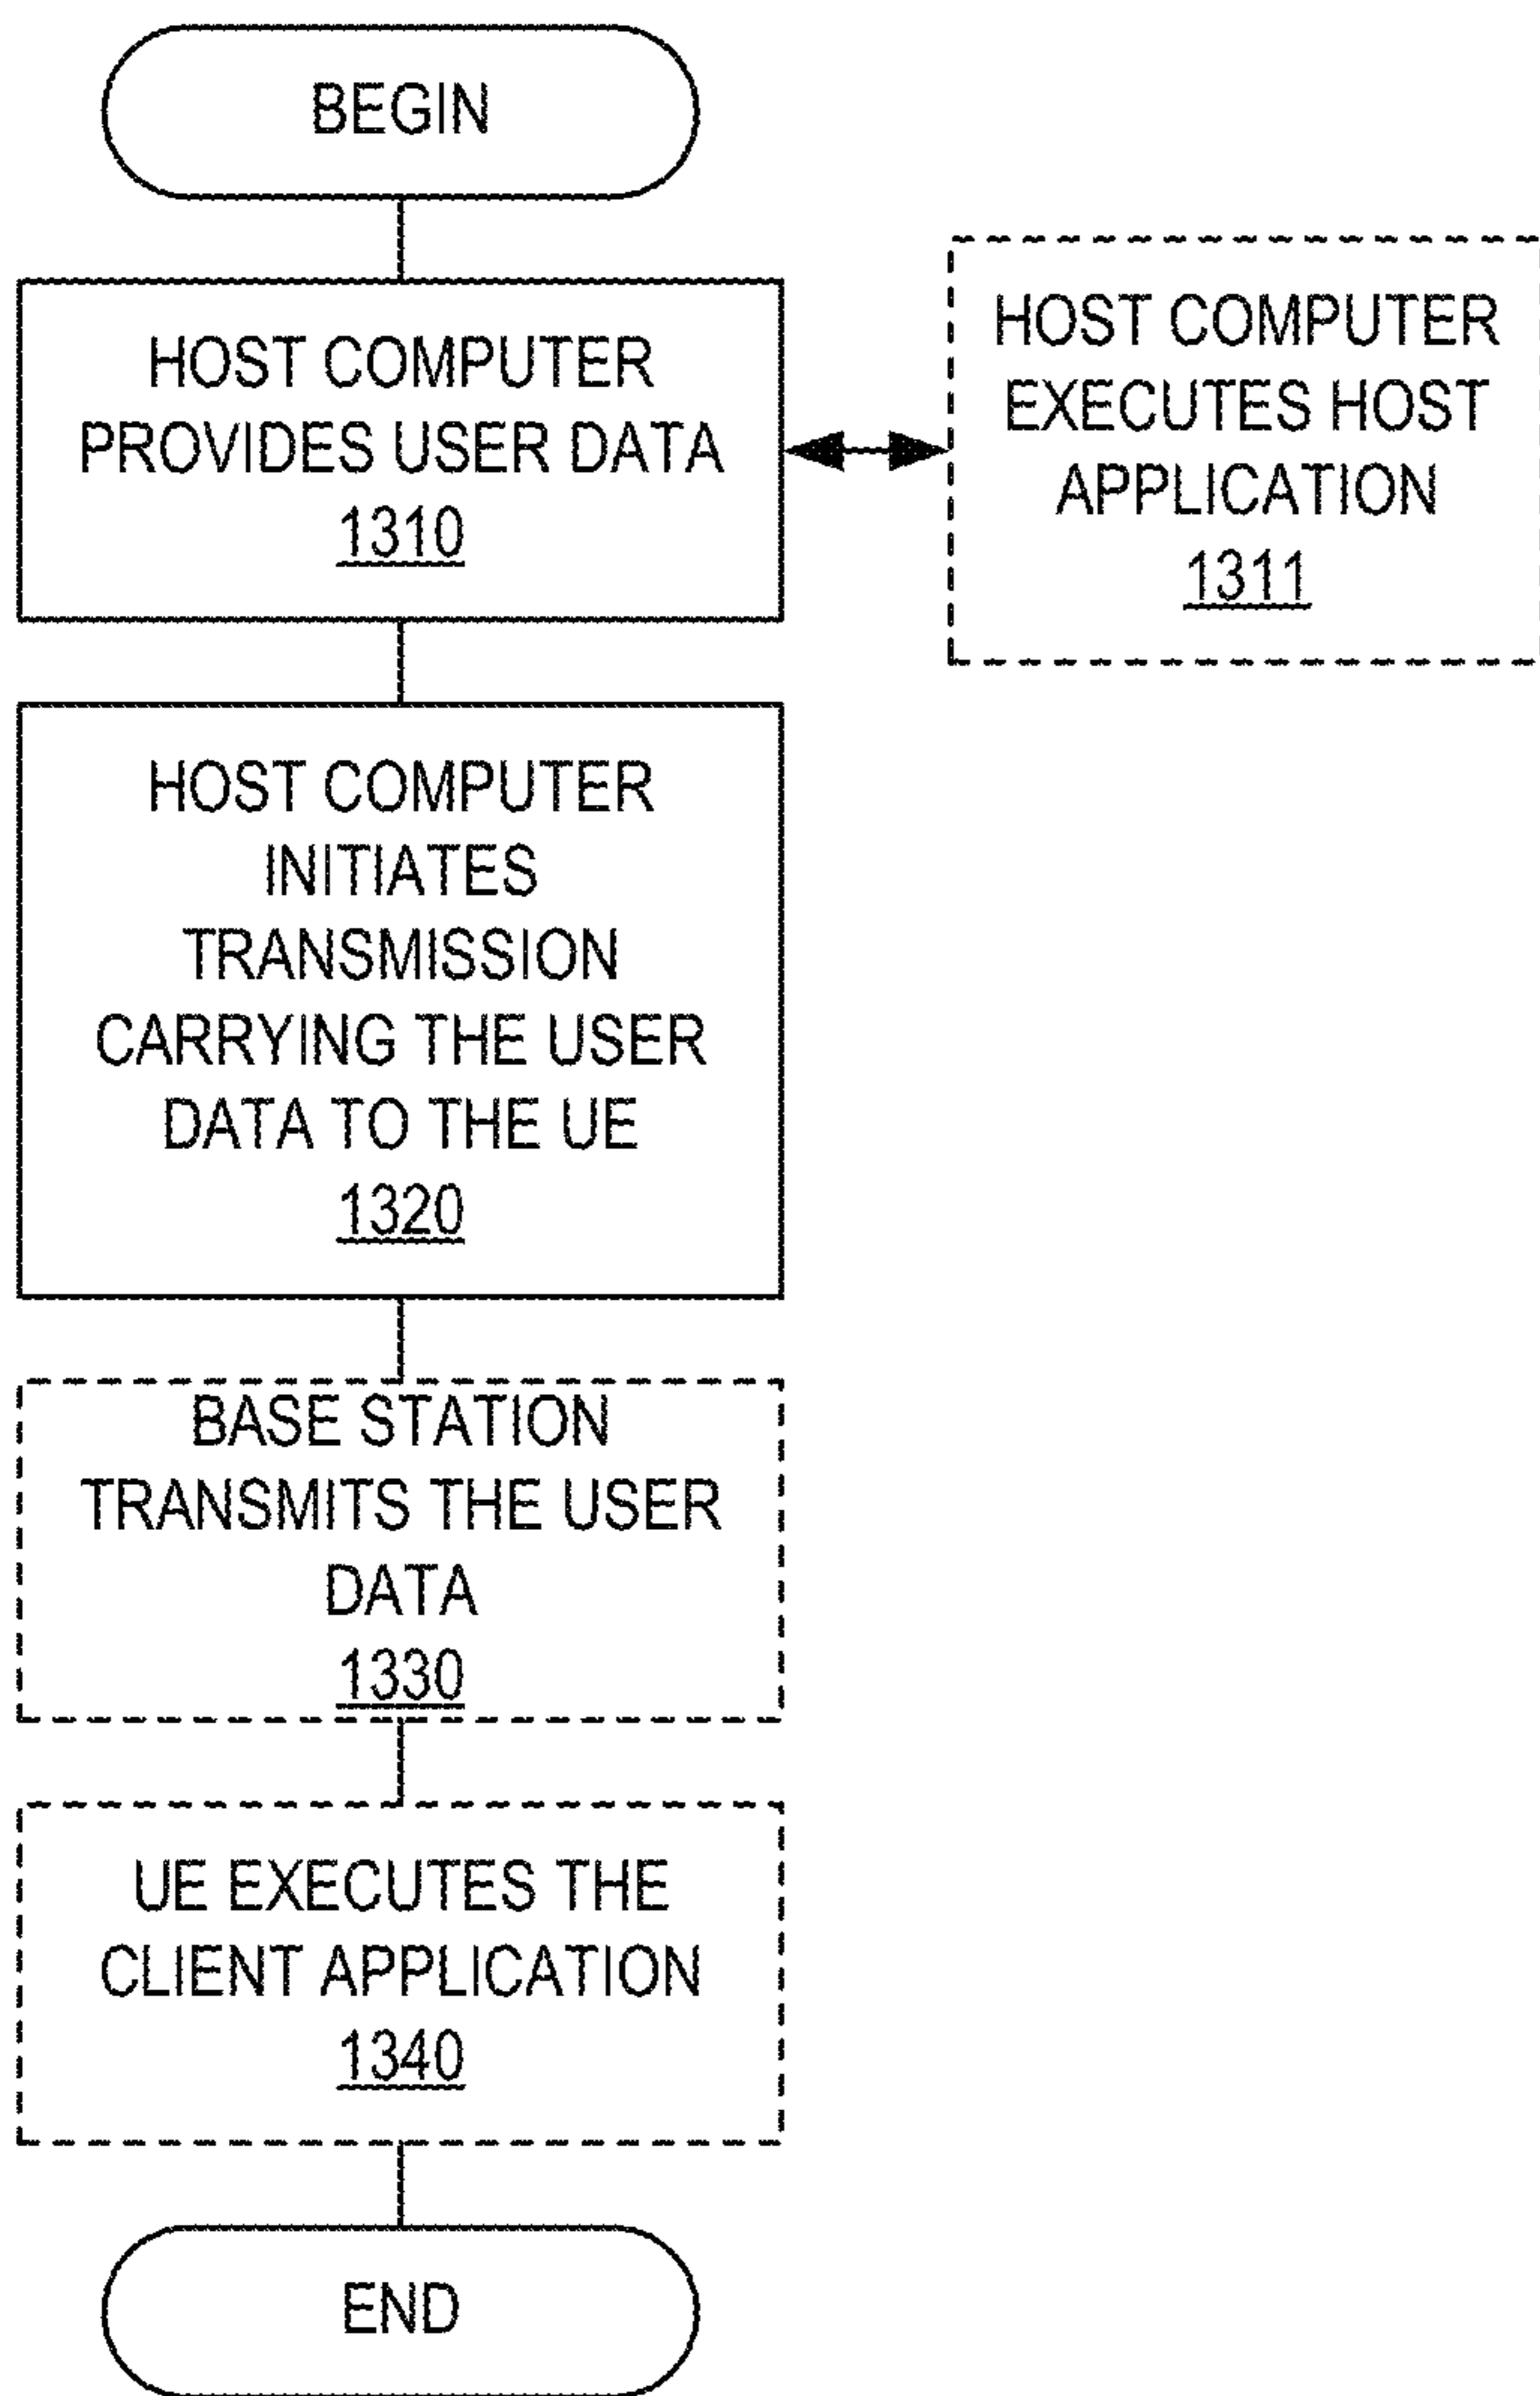 BEGIN
HOST COMPUTER
PROVIDES USER DATA
1310
HOST COMPUTER
EXECUTES HOST
APPLICATION
1311
HOST COMPUTER
INITIATES
TRANSMISSION
CARRYING THE USER
DATA TO THE UE
1320
BASE STATION
TRANSMITS THE USER
DATA
1330
UE EXECUTES THE
CLIENT APPLICATION
1340
END